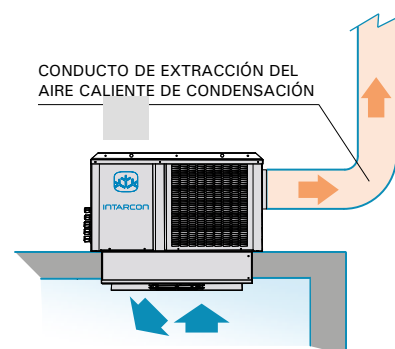 CONDUCTO DE EXTRACCIÓN DEL
AIRE CALIENTE DE CONDENSACIÓN
INTARCON